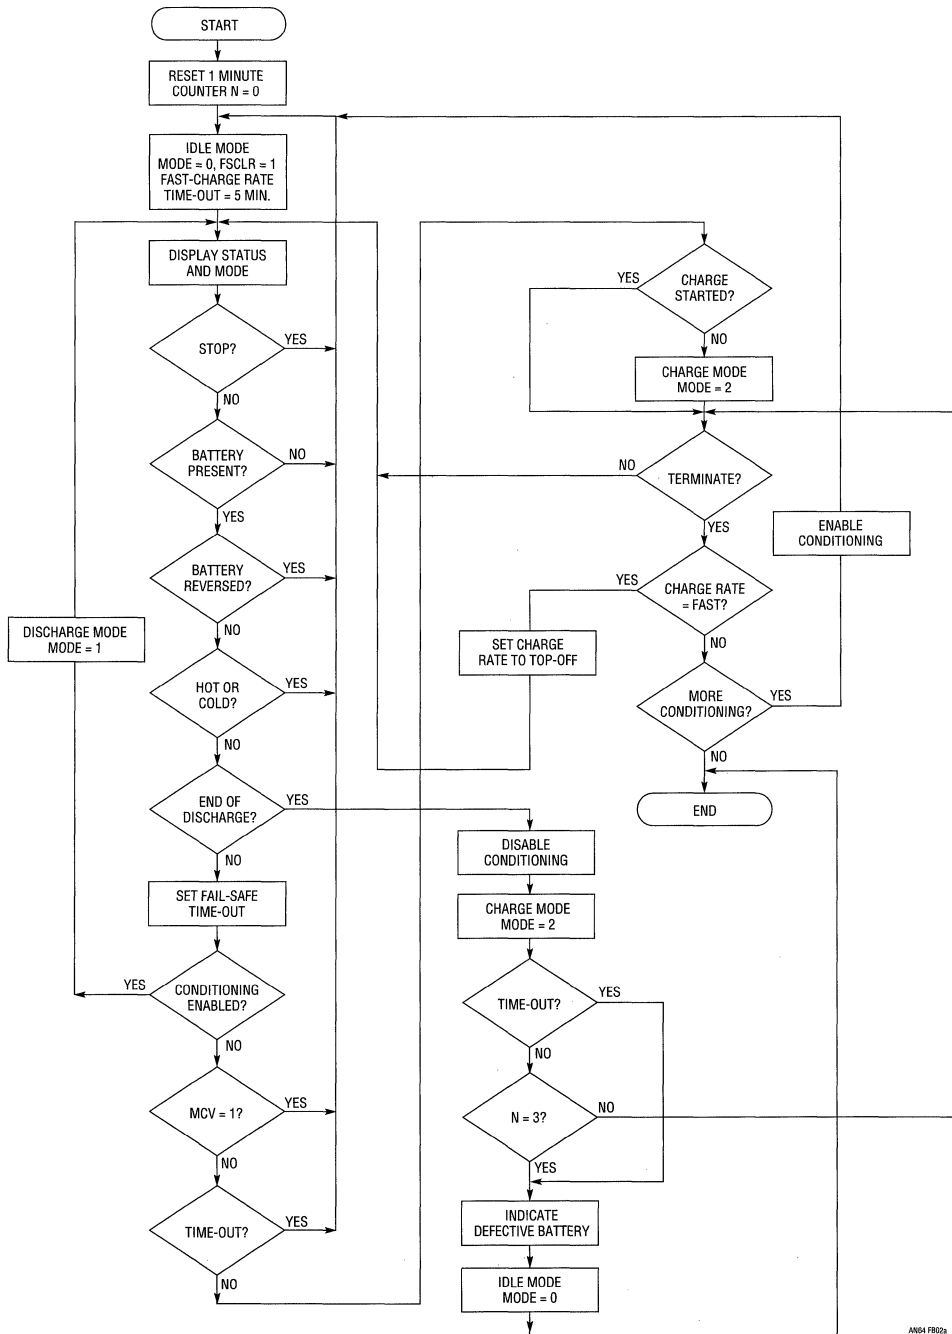 START
RESET 1 MINUTE
COUNTER N = 0
IDLE MODE
MODE = 0, FSCLR = 1
FAST-CHARGE RATE
TIME-OUT = 5 MIN.
DISPLAY STATUS
AND MODE
STOP?
YES
NO
BATTERY
PRESENT?
NO
YES
BATTERY
REVERSED?
YES
NO
DISCHARGE MODE
MODE = 1
HOT OR
COLD?
YES
NO
END OF
DISCHARGE?
YES
NO
SET FAIL-SAFE
TIME-OUT
YES
CONDITIONING
ENABLED?
NO
MCV = 1?
YES
NO
TIME-OUT?
YES
NO
YES
CHARGE
STARTED?
NO
CHARGE MODE
MODE = 2
NO
TERMINATE?
YES
ENABLE
CONDITIONING
YES
CHARGE RATE
= FAST?
NO
SET CHARGE
RATE TO TOP-OFF
MORE
CONDITIONING?
YES
NO
END
DISABLE
CONDITIONING
CHARGE MODE
MODE = 2
TIME-OUT?
YES
NO
N = 3?
NO
YES
INDICATE
DEFECTIVE BATTERY
IDLE MODE
MODE = 0
AN64 FB02a